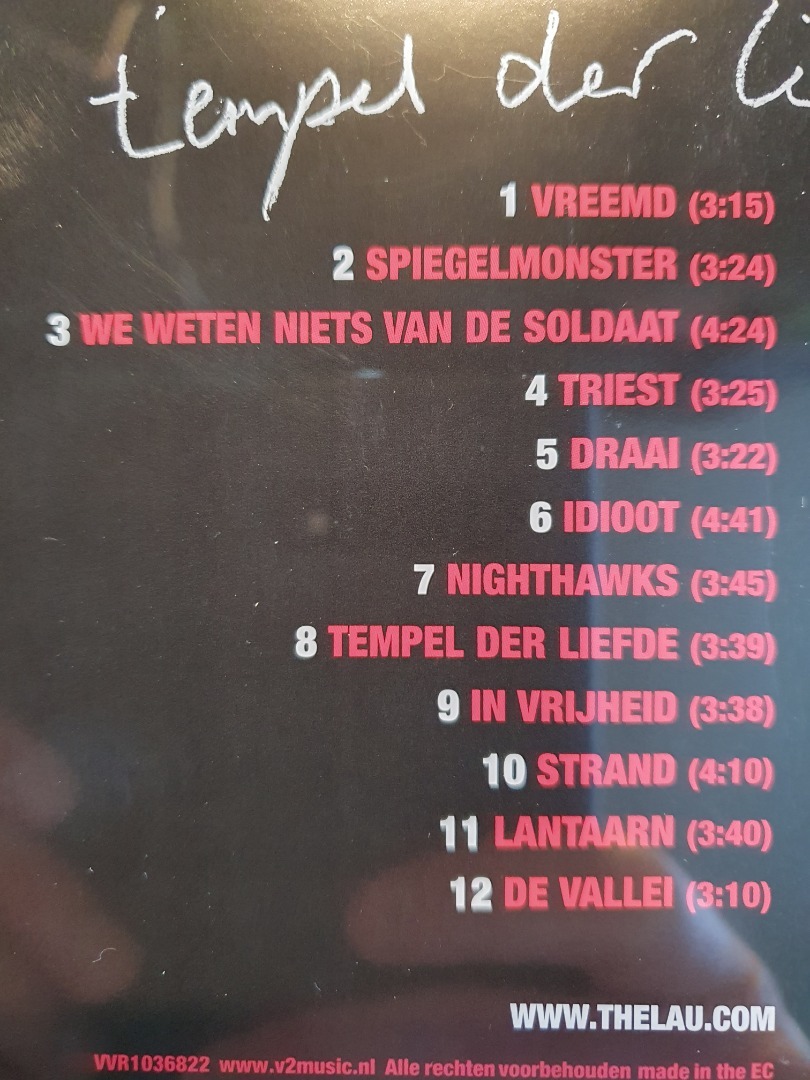 tempel der
1 VREEMD (3:15)
2 SPIEGELMONSTER (3:24)
3 WE WETEN NIETS VAN DE SOLDAAT (4:24)
4 TRIEST (3:25)
5 DRAAI (3:22)
6 IDIOOT (4:41)
7 NIGHTHAWKS (3:45)
8 TEMPEL DER LIEFDE (3:39)
9 IN VRIJHEID (3:38)
10 STRAND (4:10)
11 LANTAARN (3:40)
12 DE VALLEI (3:10)
WWW.THELAU.COM
VVR1036822 www.v2music.nl Alle rechten voorbehouden made in the EC